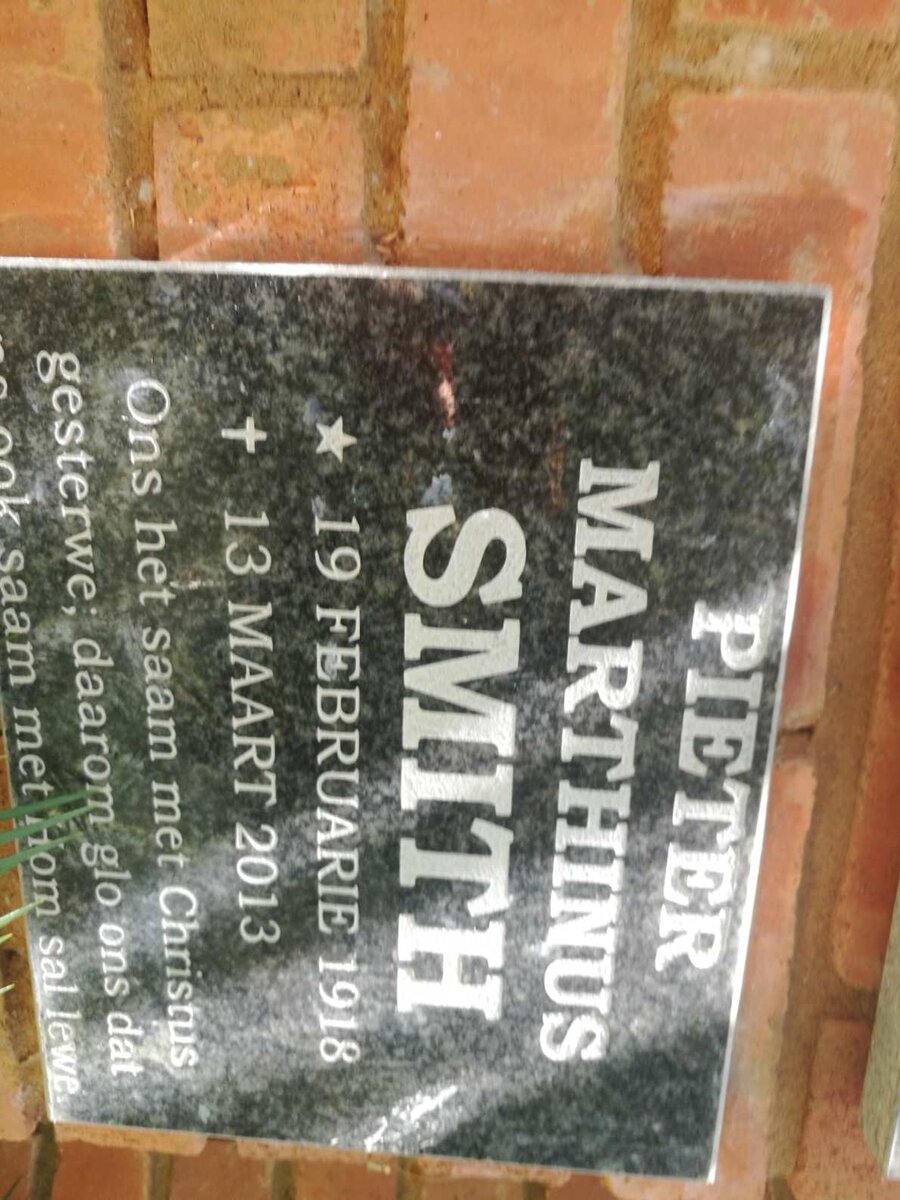 PIETER
MARTHINUS
SMITH
★ 19 FEBRUARIE 1918
✝ 13 MAART 2013
Ons het saam met Christus
gesterwe; daarom glo ons dat
ook saam met Hom sal lewe.